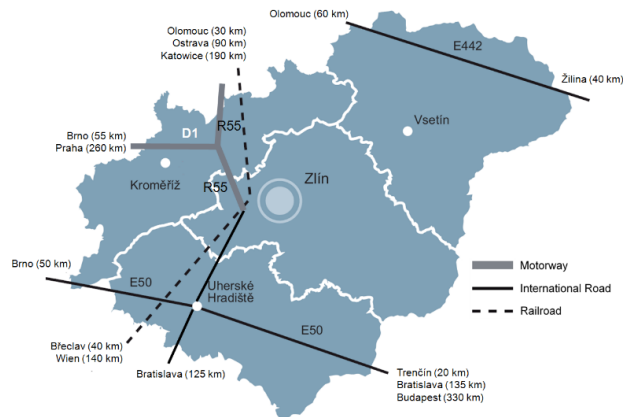 Olomouc (60 km)
Olomouc (30 km)
Ostrava (90 km)
Katowice (190 km)
E442
Žilina (40 km)
Vsetín
R55
D1
Brno (55 km)
Praha (260 km)
Kroměříž
R55
Zlín
Brno (50 km)
E50
Uherské
Hradiště
E50
Břeclav (40 km)
Wien (140 km)
Bratislava (125 km)
Trenčín (20 km)
Bratislava (135 km)
Budapest (330 km)
Motorway
International Road
Railroad